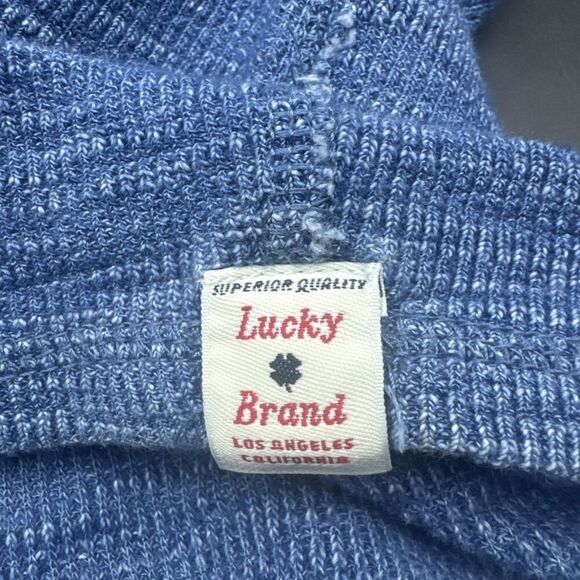 SUPERIOR QUALITY
Lucky
Brand
LOS ANGELES
CALIFORNIA